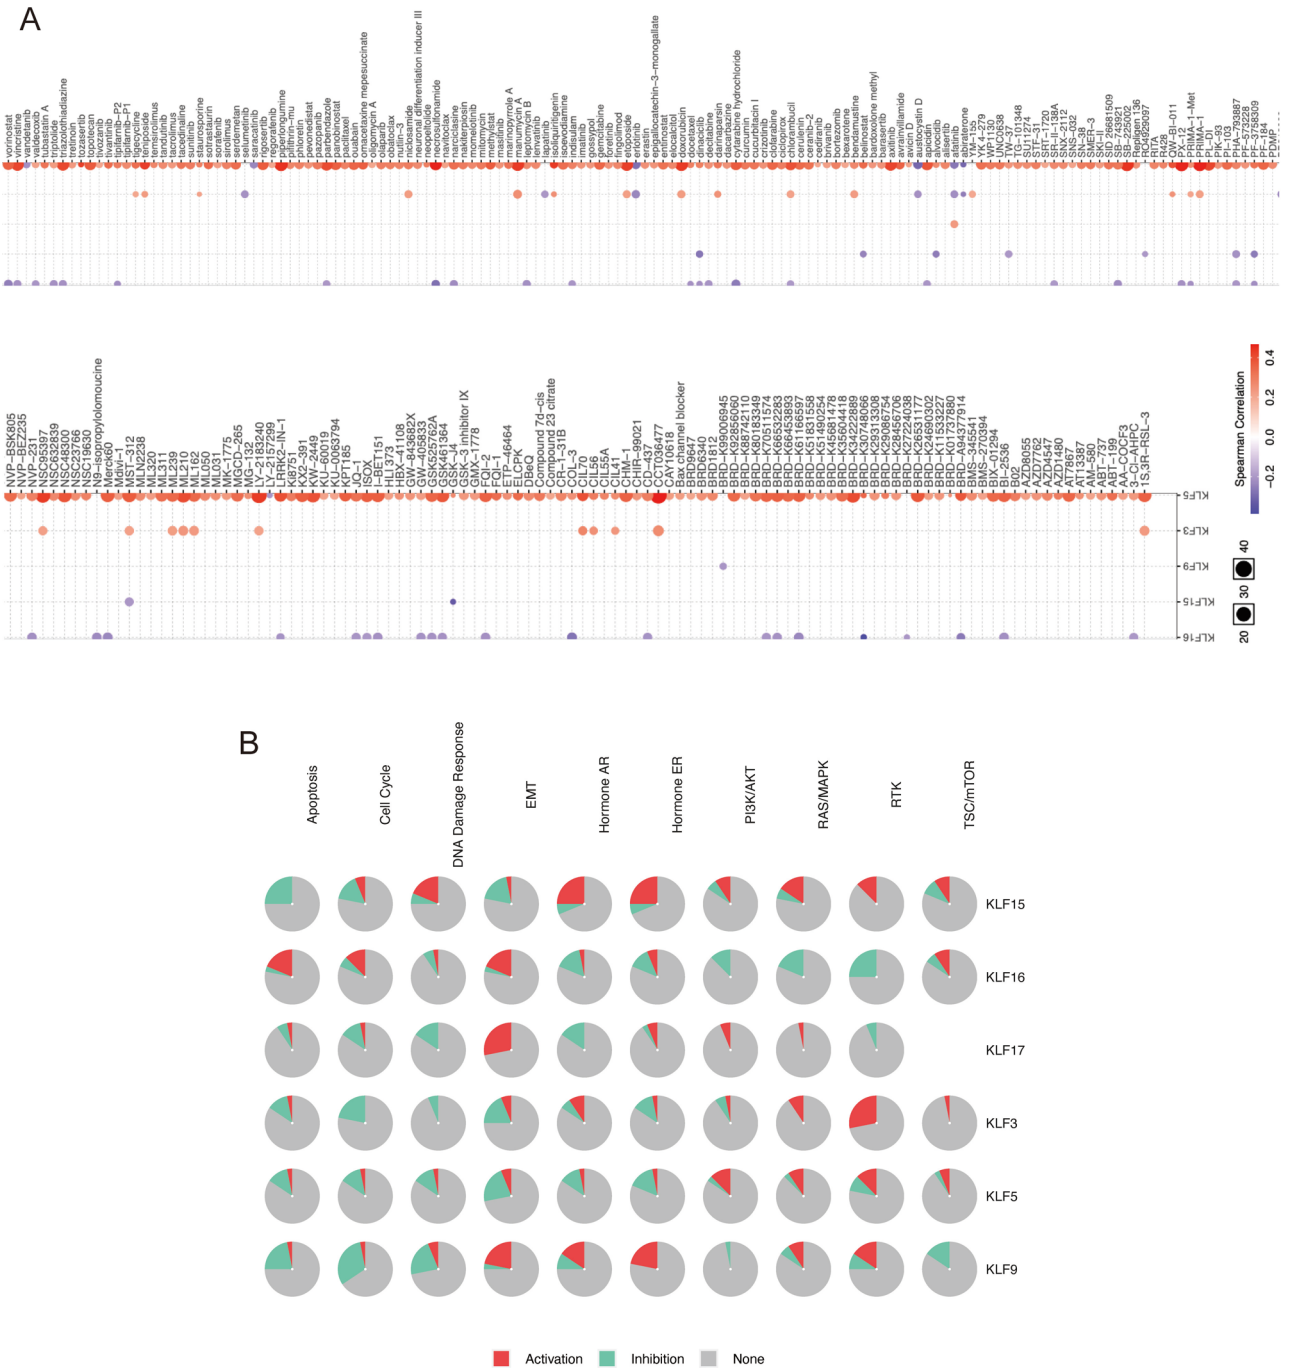 A
vorinostat
vincristine
vandetanib
valdecoxib
tubastatin A
triptolide
triazolothiadiazine
tretinoin
tozasertib
topotecan
tivozanib
tivantinib
tipifarnib−P2
tipifarnib−P1
tigecycline
teniposide
temsirolimus
tandutinib
tacrolimus
tacedinaline
sunitinib
staurosporine
sotrastaurin
sorafenib
sirolimus
serdemetan
selumetinib
saracatinib
rigosertib
regorafenib
piperlongumine
pifithrin−mu
phloretin
pevonedistat
pazopanib
parbendazole
panobinostat
paclitaxel
ouabain
omacetaxine mepesuccinate
oligomycin A
olaparib
obatoclax
nutlin−3
niclosamide
neuronal differentiation inducer III
neopeltolide
necrosulfonamide
navitoclax
narciclasine
nakiterpiosin
momelotinib
mitomycin
methotrexate
masitinib
marinopyrrole A
manumycin A
leptomycin B
lenvatinib
lapatinib
isoliquiritigenin
isoevodiamine
indisulam
imatinib
gossypol
gemcitabine
foretinib
fingolimod
etoposide
erlotinib
erastin
epigallocatechin−3−monogallate
entinostat
elocalcitol
doxorubicin
docetaxel
dinaciclib
decitabine
darinaparsin
dacarbazine
cytarabine hydrochloride
curcumin
cucurbitacin I
crizotinib
clofarabine
ciclopirox
chlorambucil
cerulenin
ceranib−2
cediranib
brivanib
bortezomib
bexarotene
bendamustine
belinostat
bardoxolone methyl
barasertib
axitinib
avrainvillamide
avicin D
austocystin D
apicidin
alvocidib
alisertib
afatinib
abiraterone
YM−155
YK 4−279
WP1130
UNC0638
TW−37
TG−101348
SU11274
STF−31
SRT−1720
SR−II−138A
SNX−2112
SNS−032
SN−38
SMER−3
SKI−II
SID 26681509
SB−743921
SB−225002
Repligen 136
RO4929097
RITA
R428
QW−BI−011
PX−12
PRIMA−1−Met
PRIMA−1
PL−DI
PIK−93
PI−103
PHA−793887
PF−573228
PF−3758309
PF−184
PDMP
NVP−BSK805
NVP−BEZ235
NVP−231
NSC95397
NSC632839
NSC48300
NSC23766
NSC19630
N9−isopropylolomoucine
Merck60
Mdivi−1
MST−312
MLN2238
ML320
ML311
ML239
ML210
ML162
ML050
ML031
MK−1775
MGCD−265
MG−132
LY−2183240
LY−2157299
LRRK2−IN−1
Ki8751
KX2−391
KW−2449
KU−60019
KU−0063794
KPT185
JQ−1
ISOX
I−BET151
HLI 373
HBX−41108
GW−843682X
GW−405833
GSK525762A
GSK461364
GSK−J4
GSK−3 inhibitor IX
GMX−1778
FQI−2
FQI−1
ETP−46464
ELCPK
DBeQ
Compound 7d−cis
Compound 23 citrate
CR−1−31B
COL−3
CIL70
CIL56
CIL55A
CIL41
CHM−1
CHIR−99021
CD−437
CCT036477
CAY10618
Bax channel blocker
BRD9647
BRD63405
BRD1812
BRD−K99006945
BRD−K92856060
BRD−K88742110
BRD−K80183349
BRD−K70511574
BRD−K66532283
BRD−K66453893
BRD−K61166597
BRD−K51831558
BRD−K51490254
BRD−K45681478
BRD−K35604418
BRD−K34222889
BRD−K30748066
BRD−K29313308
BRD−K29086754
BRD−K28456706
BRD−K27224038
BRD−K26531177
BRD−K24690302
BRD−K11533227
BRD−K01737880
BRD−A94377914
BMS−345541
BMS−270394
BIX−01294
BI−2536
B02
AZD8055
AZD7762
AZD4547
AZD1480
AT7867
AT13387
AM−580
ABT−737
ABT−199
AA−COCF3
3−Cl−AHPC
1S,3R−RSL−3
KLF5
KLF3
KLF9
KLF15
KLF16
Spearman Correlation
0.4
0.2
0.0
−0.2
40
30
20
B
Apoptosis
Cell Cycle
DNA Damage Response
EMT
Hormone AR
Hormone ER
PI3K/AKT
RAS/MAPK
RTK
TSC/mTOR
KLF15
KLF16
KLF17
KLF3
KLF5
KLF9
Activation
Inhibition
None